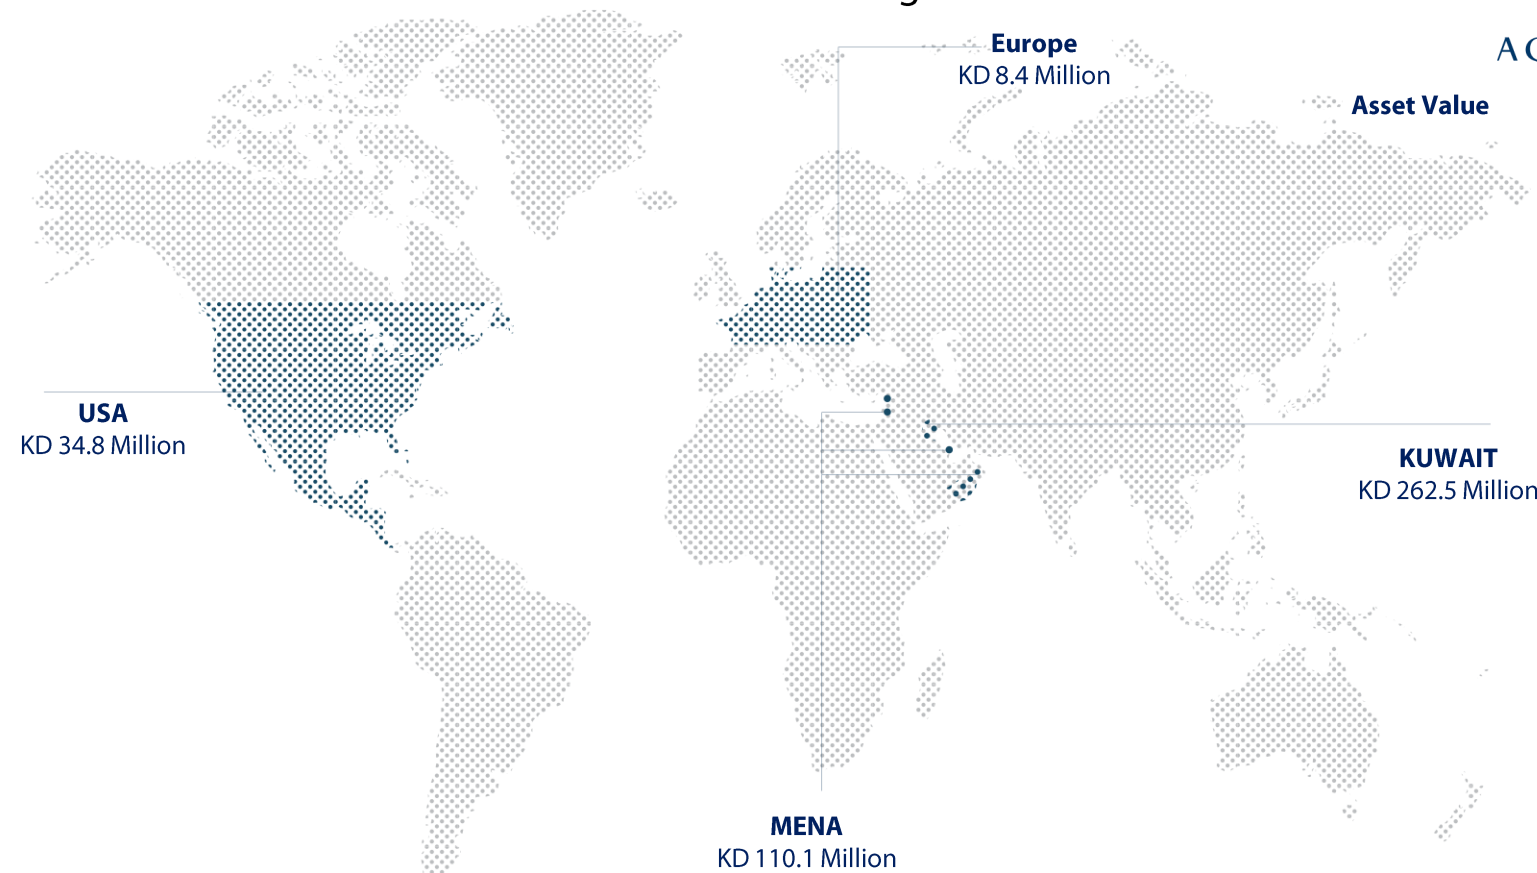 Europe
KD 8.4 Million
Asset Value
USA
KD 34.8 Million
KUWAIT
KD 262.5 Million
MENA
KD 110.1 Million